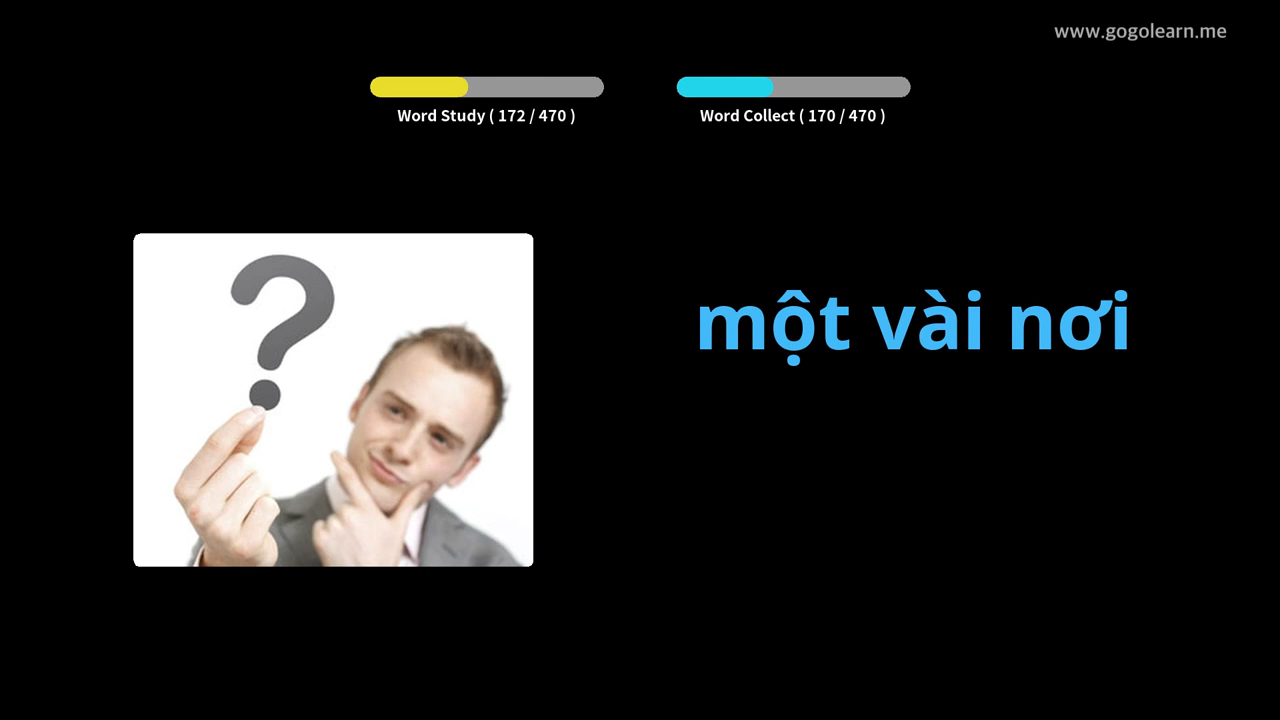 www.gogolearn.me
Word Study ( 172 / 470 )
Word Collect ( 170 / 470 )
?
một vài nơi